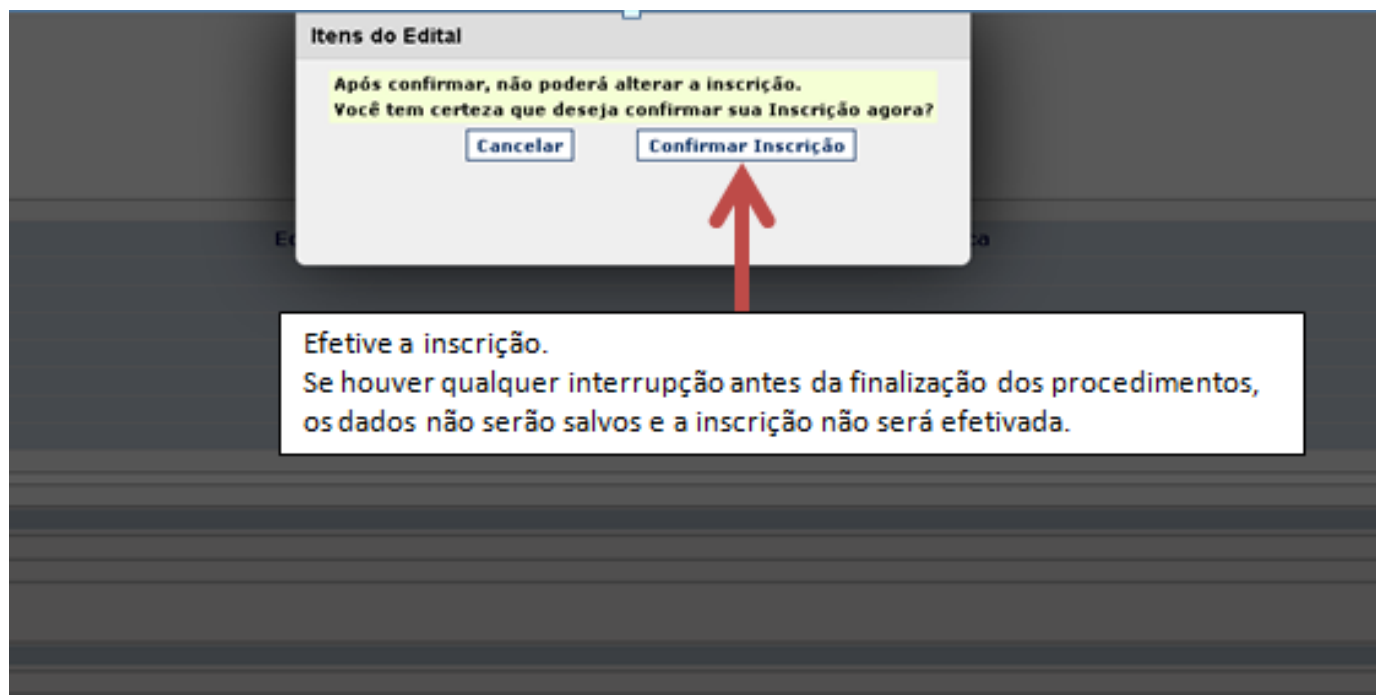 Itens do Edital
Após confirmar, não poderá alterar a inscrição.
Você tem certeza que deseja confirmar sua Inscrição agora?
Cancelar
Confirmar Inscrição
Efetive a inscrição.
Se houver qualquer interrupção antes da finalização dos procedimentos,
os dados não serão salvos e a inscrição não será efetivada.